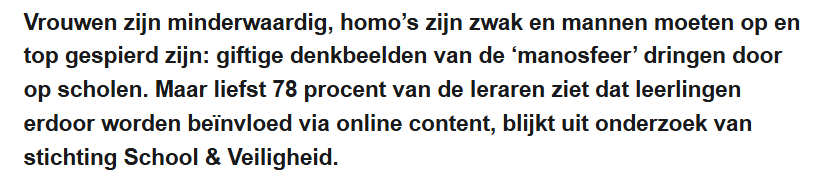 Vrouwen zijn minderwaardig, homo’s zijn zwak en mannen moeten op en
top gespierd zijn: giftige denkbeelden van de ‘manosfeer’ dringen door
op scholen. Maar liefst 78 procent van de leraren ziet dat leerlingen
erdoor worden beïnvloed via online content, blijkt uit onderzoek van
stichting School & Veiligheid.